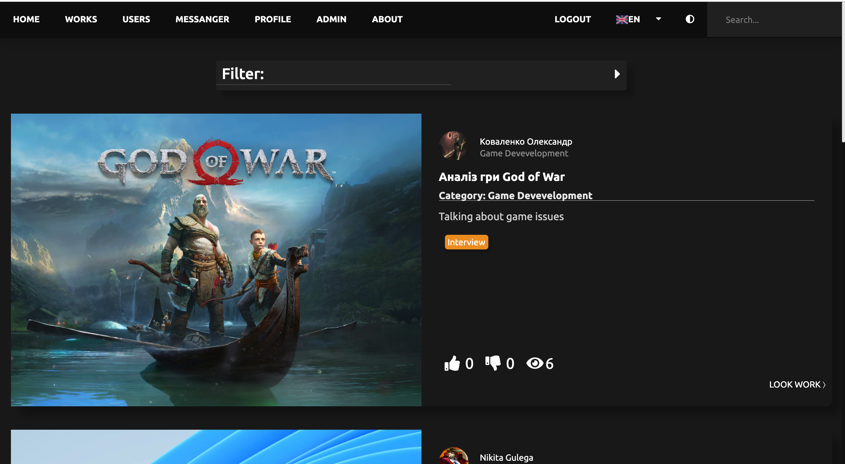 HOME WORKS USERS MESSANGER PROFILE ADMIN ABOUT LOGOUT EN Search...
Filter:
GOD OF WAR
Коваленко Олександр
Game Devevelopment
Аналіз гри God of War
Category: Game Devevelopment
Talking about game issues
Interview
0 0 6
LOOK WORK
Nikita Gulega